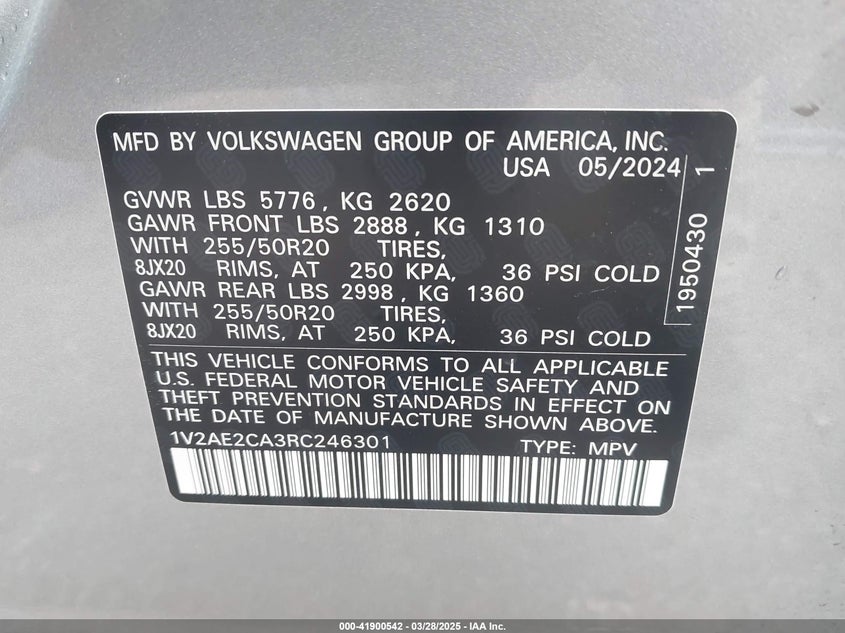 MFD BY VOLKSWAGEN GROUP OF AMERICA, INC.
USA 05/2024
GVWR LBS 5776, KG 2620
GAWR FRONT LBS 2888, KG 1310
WITH 255/50R20 TIRES,
8JX20 RIMS, AT 250 KPA, 36 PSI COLD
GAWR REAR LBS 2998, KG 1360
WITH 255/50R20 TIRES,
8JX20 RIMS, AT 250 KPA, 36 PSI COLD
1950430 1
THIS VEHICLE CONFORMS TO ALL APPLICABLE
U.S. FEDERAL MOTOR VEHICLE SAFETY AND
THEFT PREVENTION STANDARDS IN EFFECT ON
THE DATE OF MANUFACTURE SHOWN ABOVE.
1V2AE2CA3RC246301 TYPE: MPV
000-41900542 - 03/28/2025 - IAA Inc.